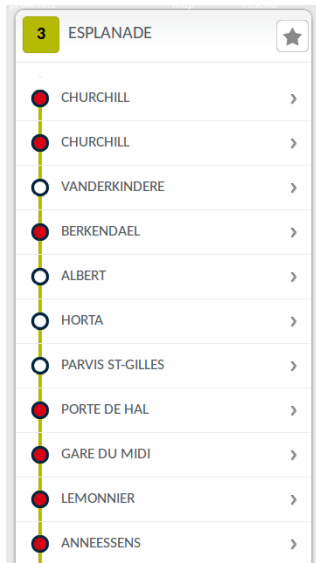 3 ESPLANADE
CHURCHILL
CHURCHILL
VANDERKINDERE
BERKENDAEL
ALBERT
HORTA
PARVIS ST-GILLES
PORTE DE HAL
GARE DU MIDI
LEMONNIER
ANNEESSENS